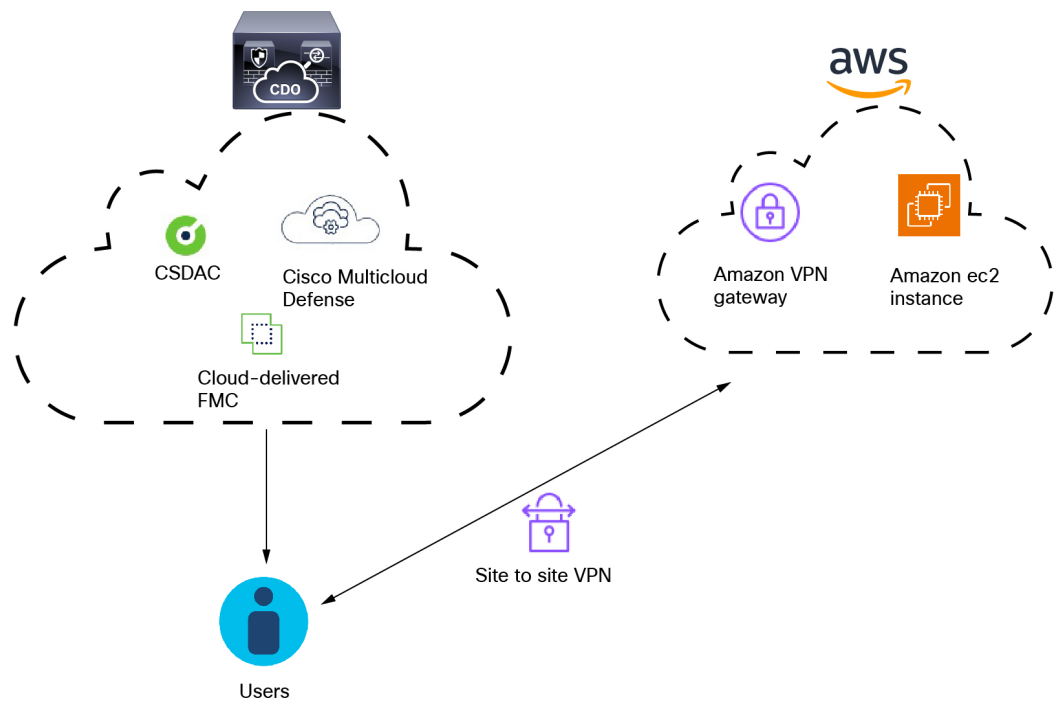 CDO
aws
CSDAC
Cisco Multicloud
Defense
Cloud-delivered
FMC
Amazon VPN
gateway
Amazon ec2
instance
Site to site VPN
Users